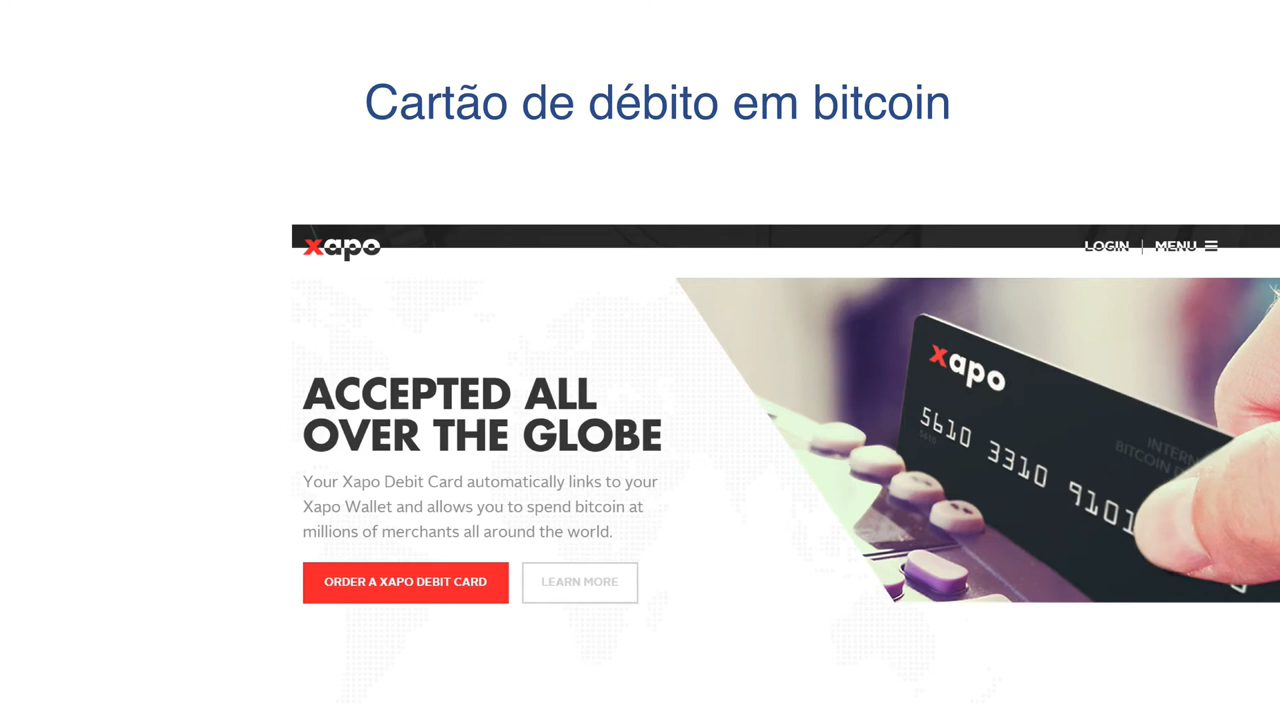 Cartão de débito em bitcoin
xapo
LOGIN | MENU
ACCEPTED ALL
OVER THE GLOBE
Your Xapo Debit Card automatically links to your
Xapo Wallet and allows you to spend bitcoin at
millions of merchants all around the world.
ORDER A XAPO DEBIT CARD
LEARN MORE
xapo
5610 3310 9101
5610
BITCOIN